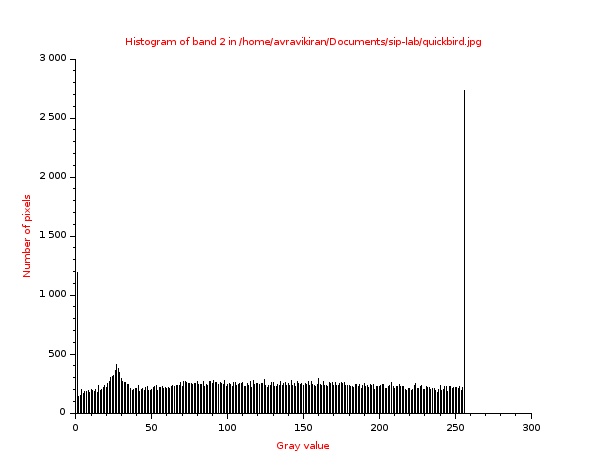 Histogram of band 2 in /home/avravikiran/Documents/sip-lab/quickbird.jpg
3 000
2 500
2 000
1 500
1 000
500
0
Number of pixels
0 50 100 150 200 250 300
Gray value